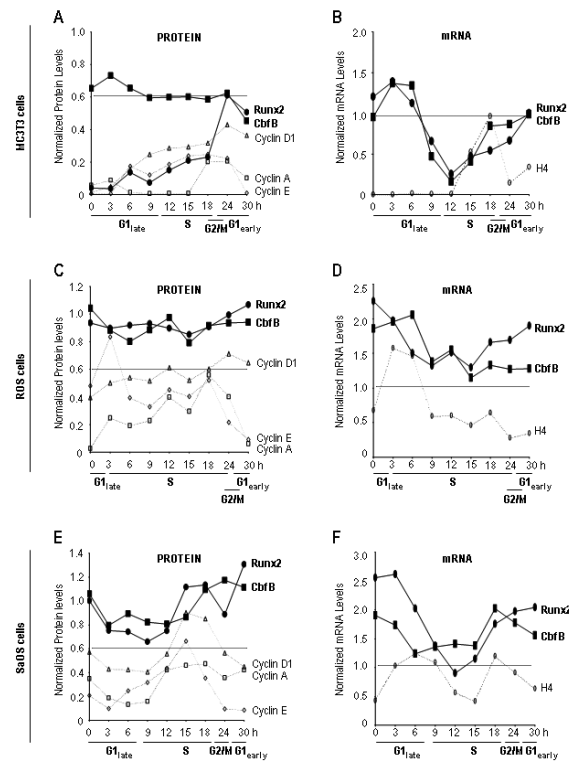 MC3T3 cells
A
PROTEIN
Normalized Protein Levels
1.0
0.8
0.6
0.4
0.2
0
Runx2
CbfB
Cyclin D1
Cyclin A
Cyclin E
0 3 6 9 12 15 18 24 30 h
G1late S G2/M G1early
B
mRNA
Normalized mRNA Levels
2.0
1.5
1.0
0.5
0
Runx2
CbfB
H4
0 3 6 9 12 15 18 24 30 h
G1late S G2/M G1early
ROS cells
C
PROTEIN
Normalized Protein Levels
1.2
1.0
0.8
0.6
0.4
0.2
0
Runx2
CbfB
Cyclin D1
Cyclin E
Cyclin A
0 3 6 9 12 15 18 24 30 h
G1late S G1early
G2/M
D
mRNA
Normalized mRNA Levels
2.5
2.0
1.5
1.0
0.5
0
Runx2
CbfB
H4
0 3 6 9 12 15 18 24 30 h
G1late S G1early
G2/M
SaOS cells
E
PROTEIN
Normalized Protein levels
1.4
1.2
1.0
0.8
0.6
0.4
0.2
0
Runx2
CbfB
Cyclin D1
Cyclin A
Cyclin E
0 3 6 9 12 15 18 24 30 h
G1late S G2/M G1early
F
mRNA
Normalized mRNA Levels
3.0
2.5
2.0
1.5
1.0
0.5
0
Runx2
CbfB
H4
0 3 6 9 12 15 18 24 30 h
G1late S G2/M G1early